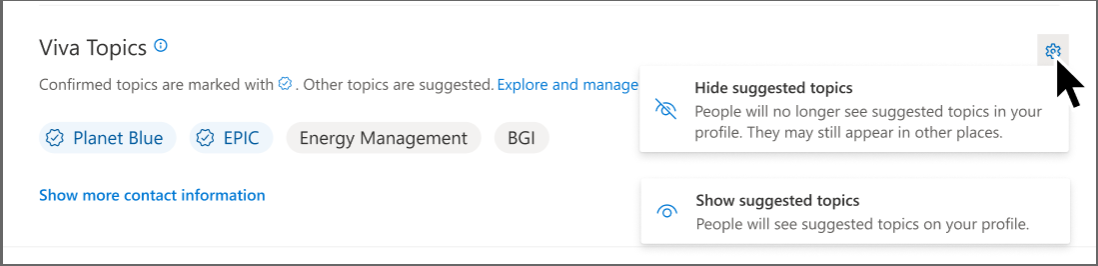 Viva Topics
Confirmed topics are marked with . Other topics are suggested. Explore and manage
Hide suggested topics
People will no longer see suggested topics in your
profile. They may still appear in other places.
Planet Blue EPIC Energy Management BGI
Show more contact information
Show suggested topics
People will see suggested topics on your profile.